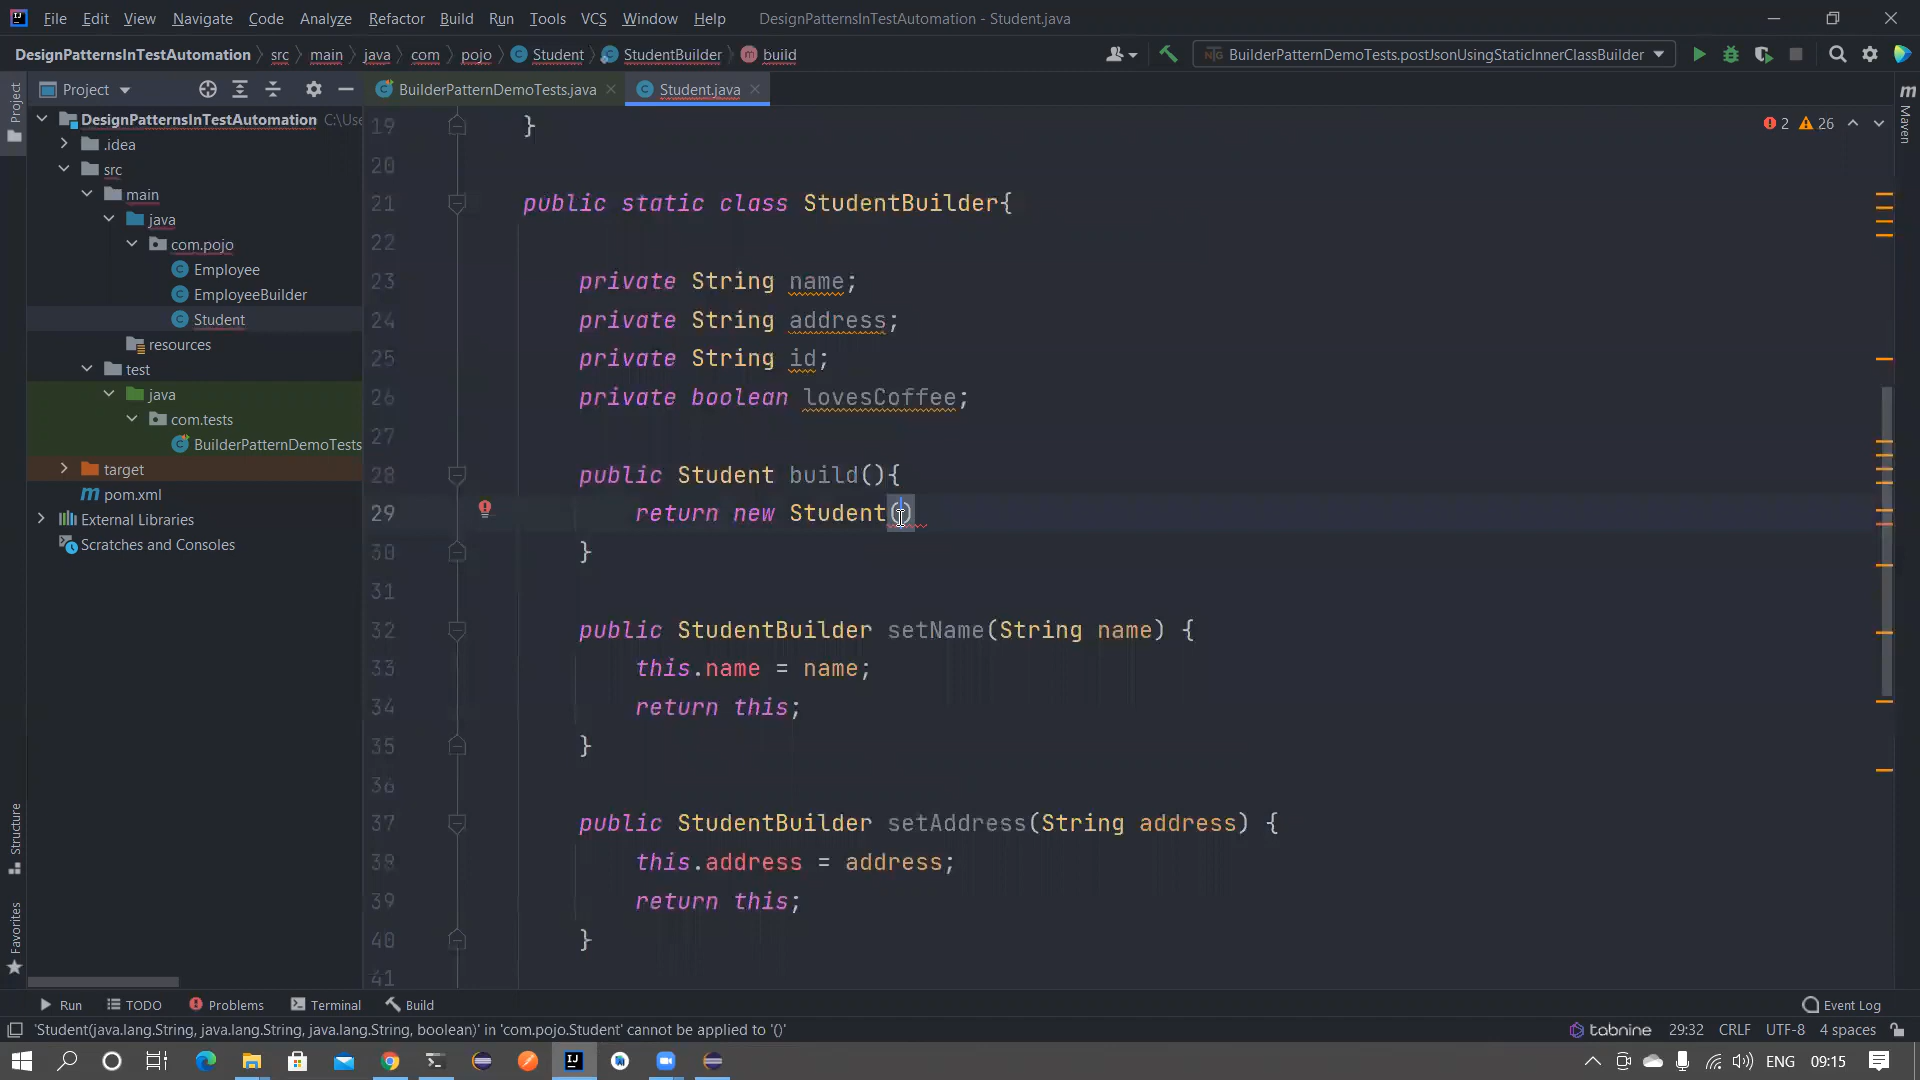 File Edit View Navigate Code Analyze Refactor Build Run Tools VCS Window Help DesignPatternsInTestAutomation - Student.java
DesignPatternsInTestAutomation src main java com pojo Student StudentBuilder build BuilderPatternDemoTests.postJsonUsingStaticInnerClassBuilder
Project BuilderPatternDemoTests.java Student.java
Project
Maven
DesignPatternsInTestAutomation C:\Use
.idea
src
main
java
com.pojo
Employee
EmployeeBuilder
Student
resources
test
java
com.tests
BuilderPatternDemoTests
target
pom.xml
External Libraries
Scratches and Consoles
Structure
Favorites
2 26
19 }
20
21 public static class StudentBuilder{
22
23 private String name;
24 private String address;
25 private String id;
26 private boolean lovesCoffee;
27
28 public Student build(){
29 return new Student()
30 }
31
32 public StudentBuilder setName(String name) {
33 this.name = name;
34 return this;
35 }
36
37 public StudentBuilder setAddress(String address) {
38 this.address = address;
39 return this;
40 }
41
Run TODO Problems Terminal Build Event Log
'Student(java.lang.String, java.lang.String, java.lang.String, boolean)' in 'com.pojo.Student' cannot be applied to '()' tabnine 29:32 CRLF UTF-8 4 spaces
ENG 09:15